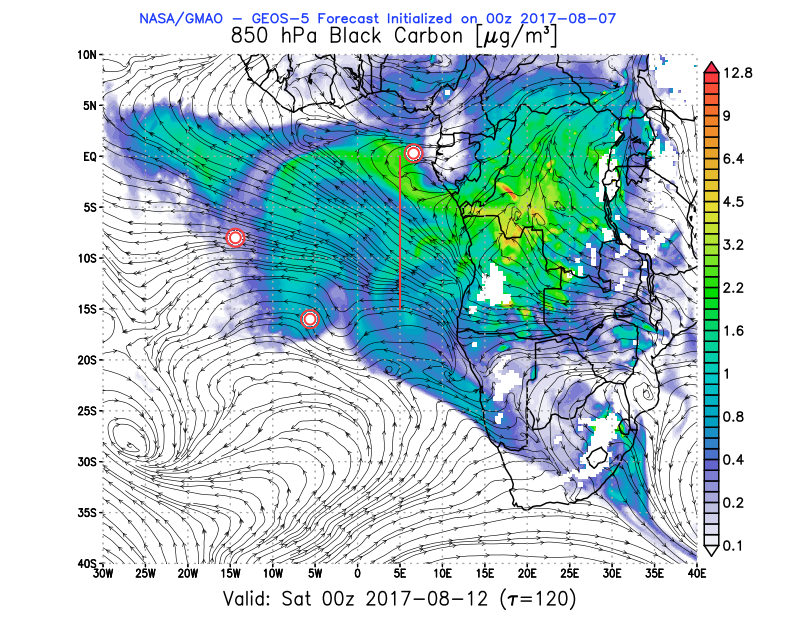 NASA/GMAO - GEOS-5 Forecast Initialized on 00z 2017-08-07
850 hPa Black Carbon [μg/m³]
10N
5N
EQ
5S
10S
15S
20S
25S
30S
35S
40S
30W 25W 20W 15W 10W 5W 0 5E 10E 15E 20E 25E 30E 35E 40E
12.8
9
6.4
4.5
3.2
2.2
1.6
1
0.8
0.4
0.2
0.1
Valid: Sat 00z 2017-08-12 (τ=120)